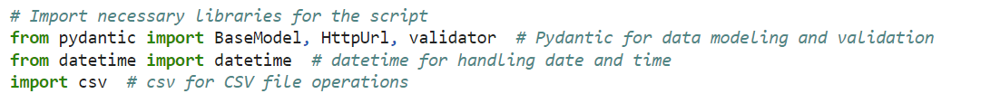 # Import necessary libraries for the script
from pydantic import BaseModel, HttpUrl, validator  # Pydantic for data modeling and validation
from datetime import datetime  # datetime for handling date and time
import csv  # csv for CSV file operations